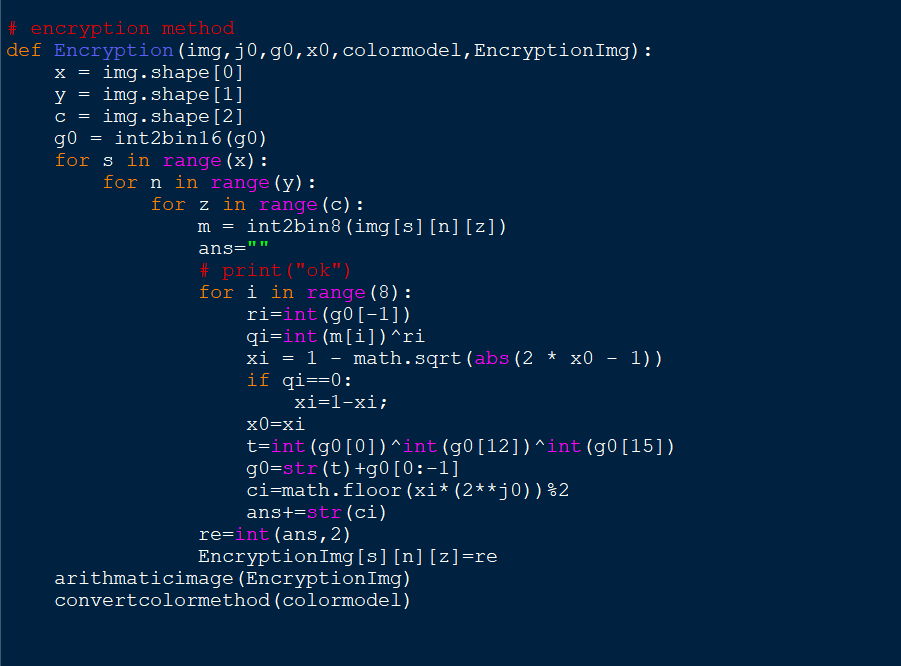 # encryption method
def Encryption(img,j0,g0,x0,colormodel,EncryptionImg):
    x = img.shape[0]
    y = img.shape[1]
    c = img.shape[2]
    g0 = int2bin16(g0)
    for s in range(x):
        for n in range(y):
            for z in range(c):
                m = int2bin8(img[s][n][z])
                ans=""
                # print("ok")
                for i in range(8):
                    ri=int(g0[-1])
                    qi=int(m[i])^ri
                    xi = 1 - math.sqrt(abs(2 * x0 - 1))
                    if qi==0:
                        xi=1-xi;
                    x0=xi
                    t=int(g0[0])^int(g0[12])^int(g0[15])
                    g0=str(t)+g0[0:-1]
                    ci=math.floor(xi*(2**j0))%2
                    ans+=str(ci)
                re=int(ans,2)
                EncryptionImg[s][n][z]=re
    arithmaticimage(EncryptionImg)
    convertcolormethod(colormodel)